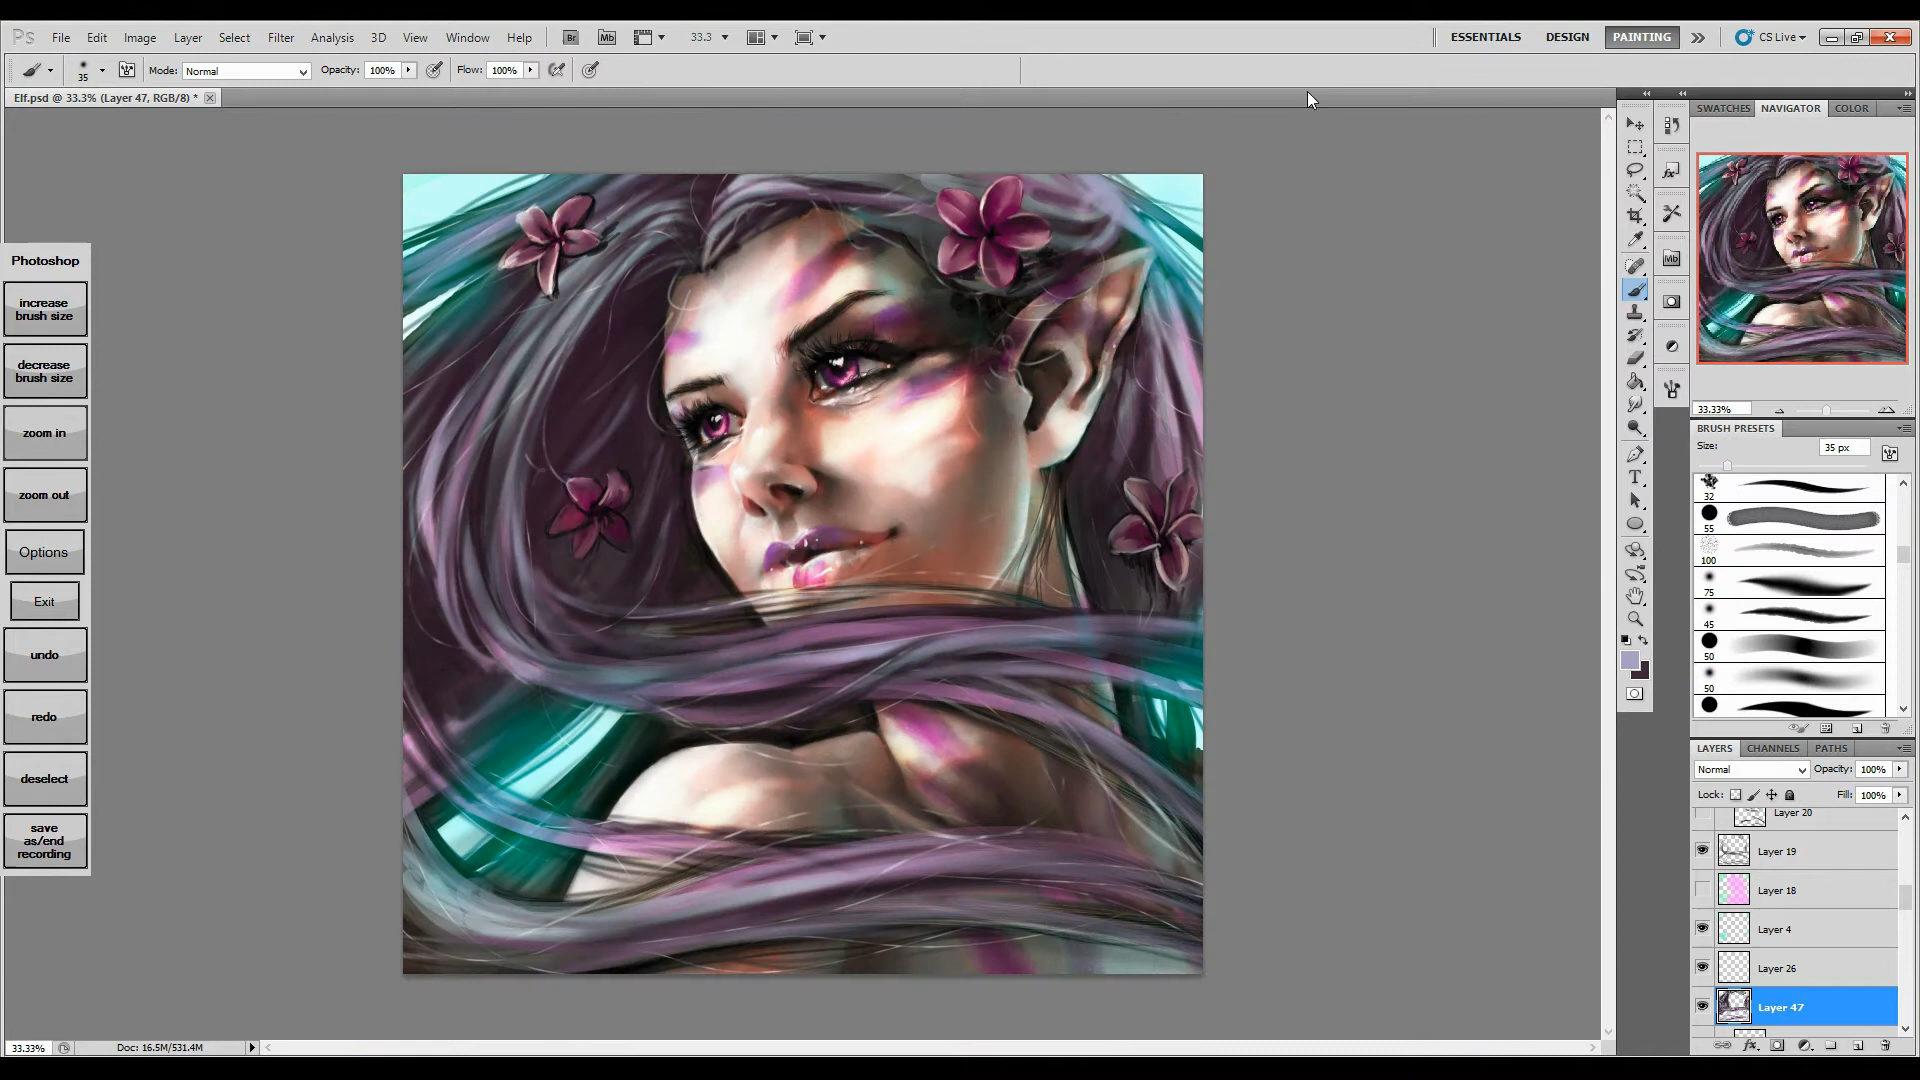 Ps File Edit Image Layer Select Filter Analysis 3D View Window Help Br Mb 33.3 ESSENTIALS DESIGN PAINTING CS Live
35 Mode: Normal Opacity: 100% Flow: 100%
Elf.psd @ 33.3% (Layer 47, RGB/8) *
Photoshop
increase
brush size
decrease
brush size
zoom in
zoom out
Options
Exit
undo
redo
deselect
save
as/end
recording
33.33% Doc: 16.5M/531.4M
Mb
SWATCHES NAVIGATOR COLOR
33.33%
BRUSH PRESETS
Size: 35 px
32
55
100
75
45
50
50
LAYERS CHANNELS PATHS
Normal Opacity: 100%
Lock: Fill: 100%
Layer 20
Layer 19
Layer 18
Layer 4
Layer 26
Layer 47
fx